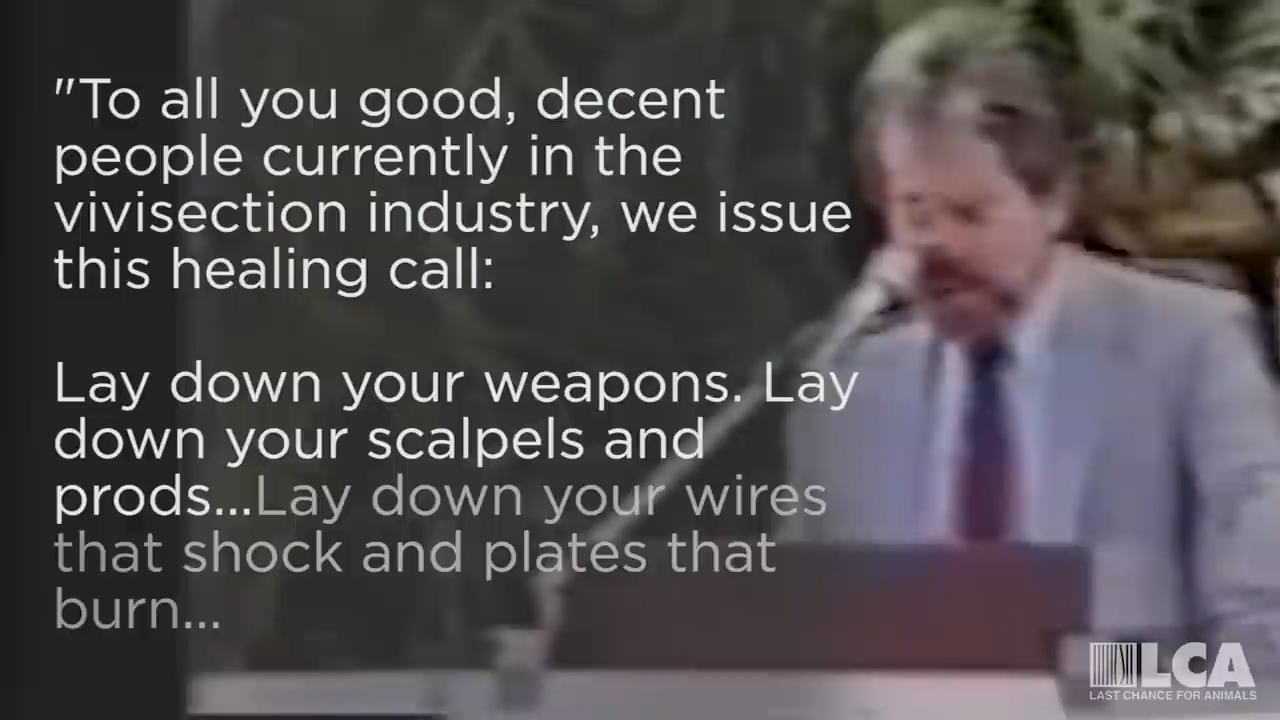 "To all you good, decent
people currently in the
vivisection industry, we issue
this healing call:
Lay down your weapons. Lay
down your scalpels and
prods...Lay down your wires
that shock and plates that
burn...
LCA
LAST CHANCE FOR ANIMALS